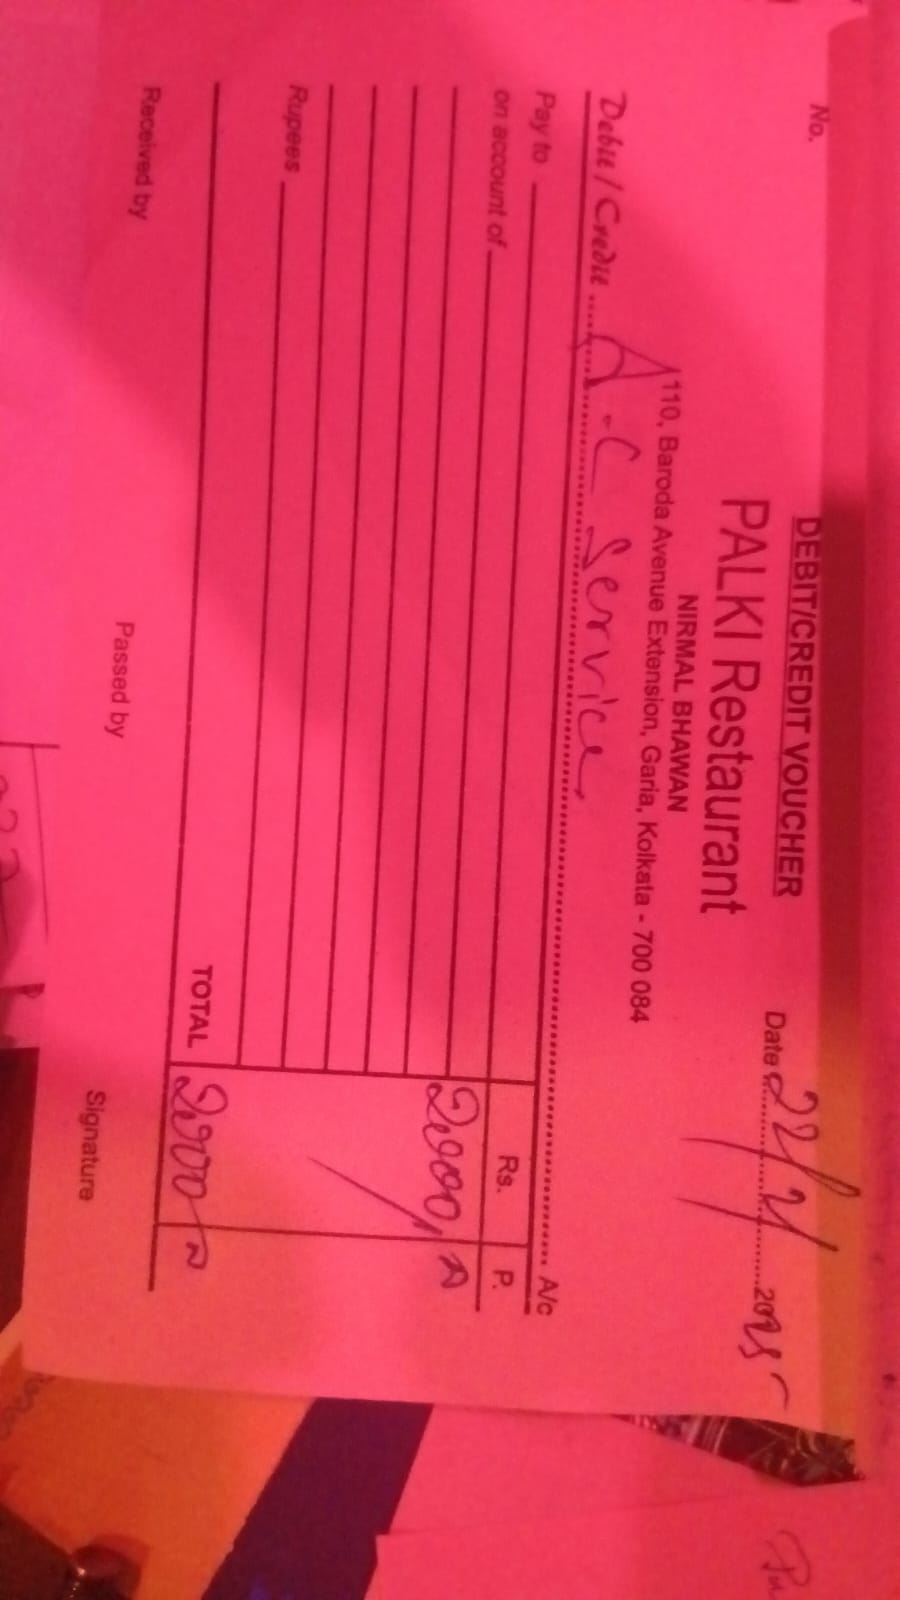 No.
DEBIT/CREDIT VOUCHER
PALKI Restaurant
NIRMAL BHAWAN
110, Baroda Avenue Extension, Garia, Kolkata - 700 084
Date 22/4/2025
Debit / Credit A.C Service A/c
Pay to Rs. P.
on account of 2000/-
Rupees
TOTAL 2000/-
Received by Passed by Signature